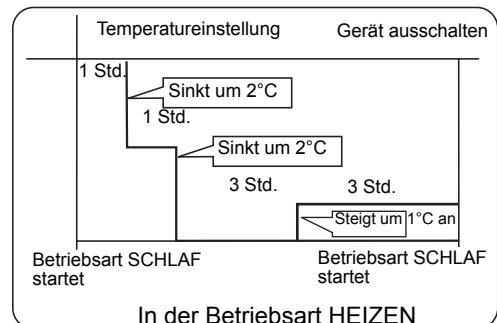 Temperatureinstellung
Gerät ausschalten
1 Std.
Sinkt um 2°C
1 Std.
Sinkt um 2°C
3 Std.
3 Std.
Steigt um 1°C an
Betriebsart SCHLAF
startet
Betriebsart SCHLAF
startet
In der Betriebsart HEIZEN